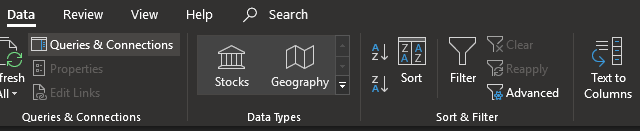 Data Review View Help Search
Queries & Connections
Properties
Edit Links
fresh
All
Queries & Connections
Stocks Geography
Data Types
A
Z
Z
A
Z A
A Z
Sort
Filter
Clear
Reapply
Advanced
Sort & Filter
Text to
Columns